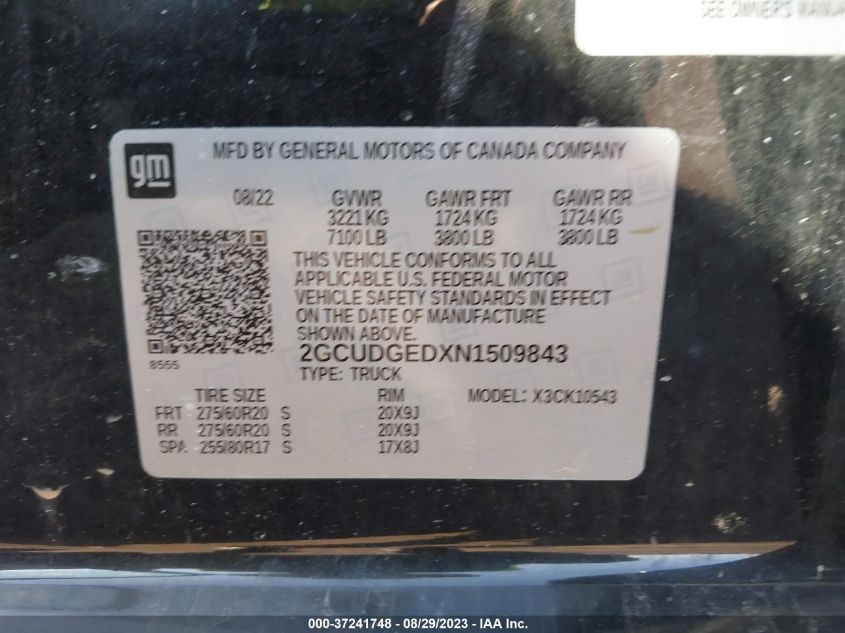 SEE OWNER'S MANUAL
gm
MFD BY GENERAL MOTORS OF CANADA COMPANY
08/22 GVWR GAWR FRT GAWR RR
3221 KG 1724 KG 1724 KG
7100 LB 3800 LB 3800 LB
THIS VEHICLE CONFORMS TO ALL
APPLICABLE U.S. FEDERAL MOTOR
VEHICLE SAFETY STANDARDS IN EFFECT
ON THE DATE OF MANUFACTURE
SHOWN ABOVE.
8555
2GCUDGEDXN1509843
TYPE: TRUCK
TIRE SIZE RIM MODEL: X3CK10543
FRT 275/60R20 S 20X9J
RR 275/60R20 S 20X9J
SPA 255/80R17 S 17X8J
000-37241748 — 08/29/2023 — IAA Inc.